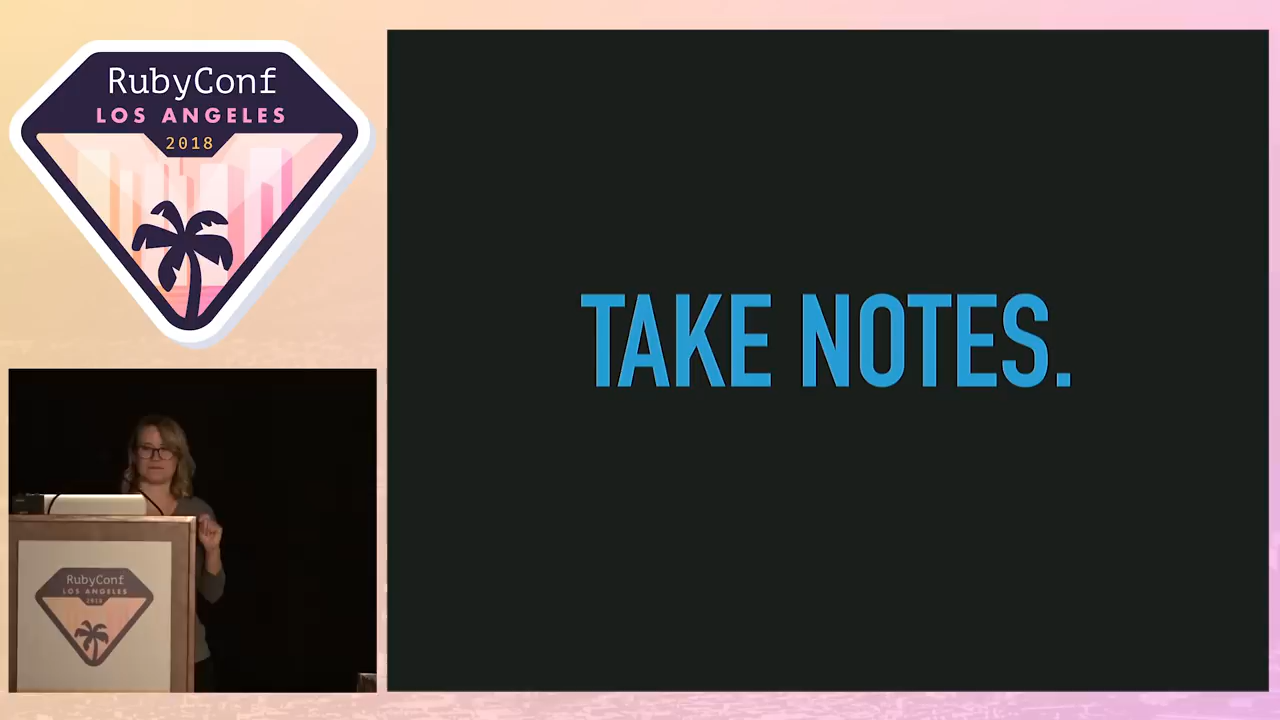 RubyConf
LOS ANGELES
2018
TAKE NOTES.
RubyConf
LOS ANGELES
2018